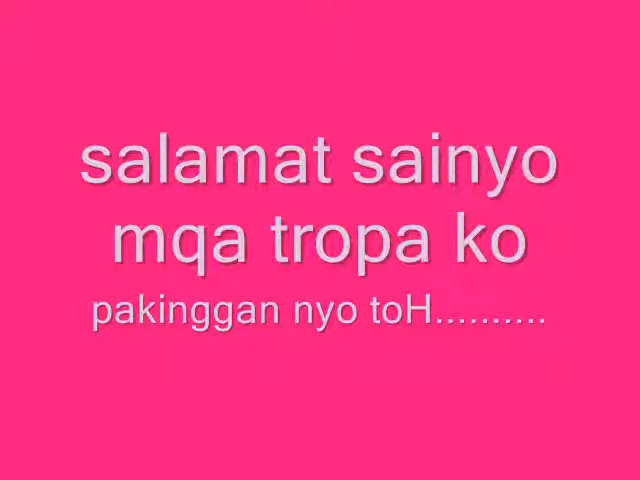 salamat sainyo
mqa tropa ko
pakinggan nyo toH..........